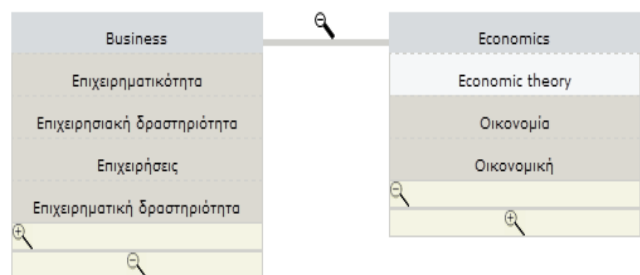 Business
Επιχειρηματικότητα
Επιχειρησιακή δραστηριότητα
Επιχειρήσεις
Επιχειρηματική δραστηριότητα
Economics
Economic theory
Οικονομία
Οικονομική